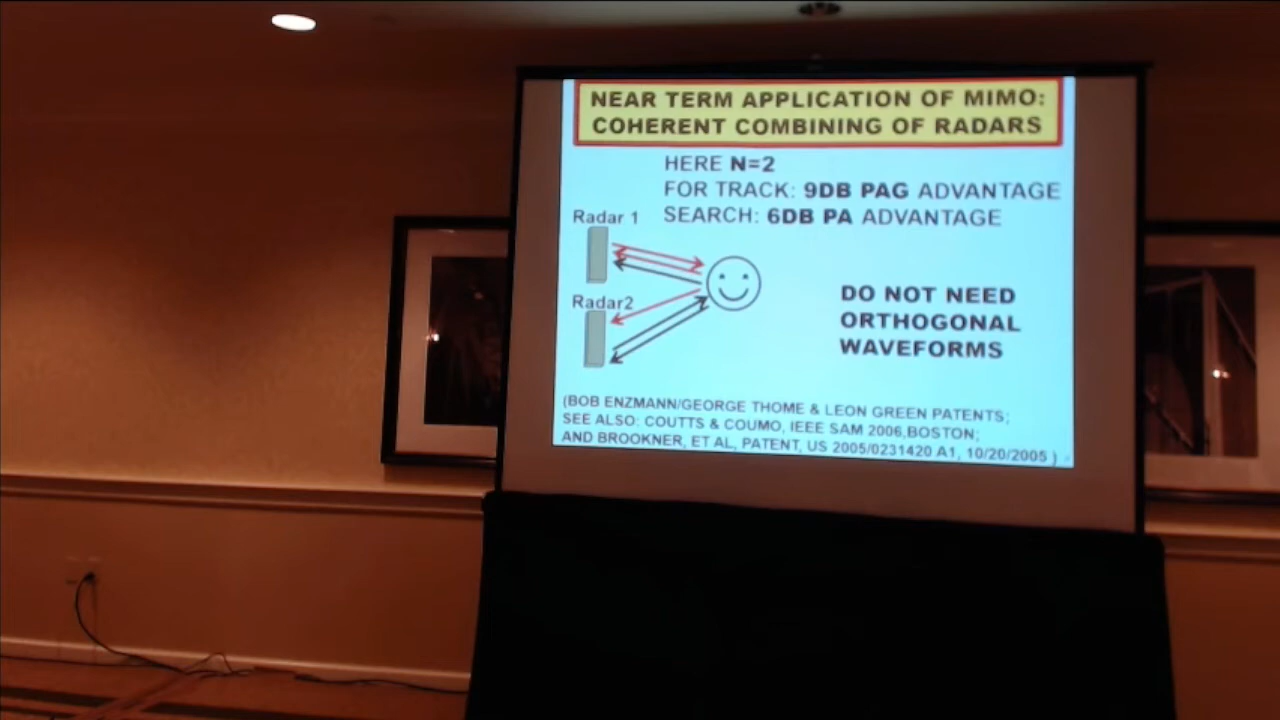 NEAR TERM APPLICATION OF MIMO:
COHERENT COMBINING OF RADARS
HERE N=2
FOR TRACK: 9DB PAG ADVANTAGE
SEARCH: 6DB PA ADVANTAGE
Radar 1
Radar2
DO NOT NEED
ORTHOGONAL
WAVEFORMS
(BOB ENZMANN/GEORGE THOME & LEON GREEN PATENTS;
SEE ALSO: COUTTS & COUMO, IEEE SAM 2006,BOSTON;
AND BROOKNER, ET AL, PATENT, US 2005/0231420 A1, 10/20/2005 )